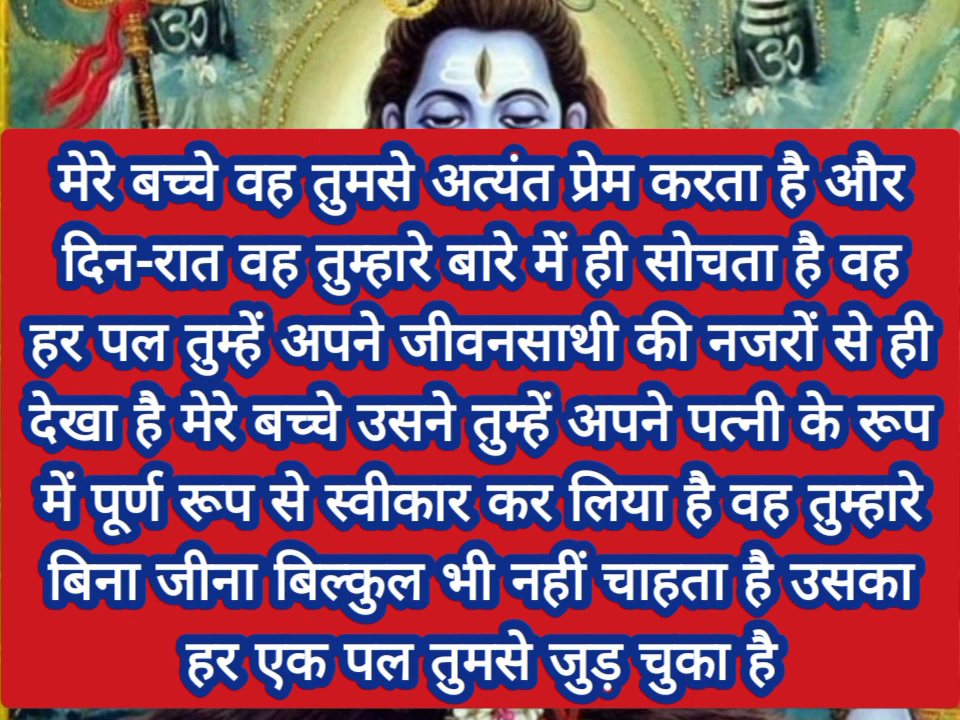 ॐ
ॐ
मेरे बच्चे वह तुमसे अत्यंत प्रेम करता है और
दिन-रात वह तुम्हारे बारे में ही सोचता है वह
हर पल तुम्हें अपने जीवनसाथी की नजरों से ही
देखा है मेरे बच्चे उसने तुम्हें अपने पत्नी के रूप
में पूर्ण रूप से स्वीकार कर लिया है वह तुम्हारे
बिना जीना बिल्कुल भी नहीं चाहता है उसका
हर एक पल तुमसे जुड़ चुका है